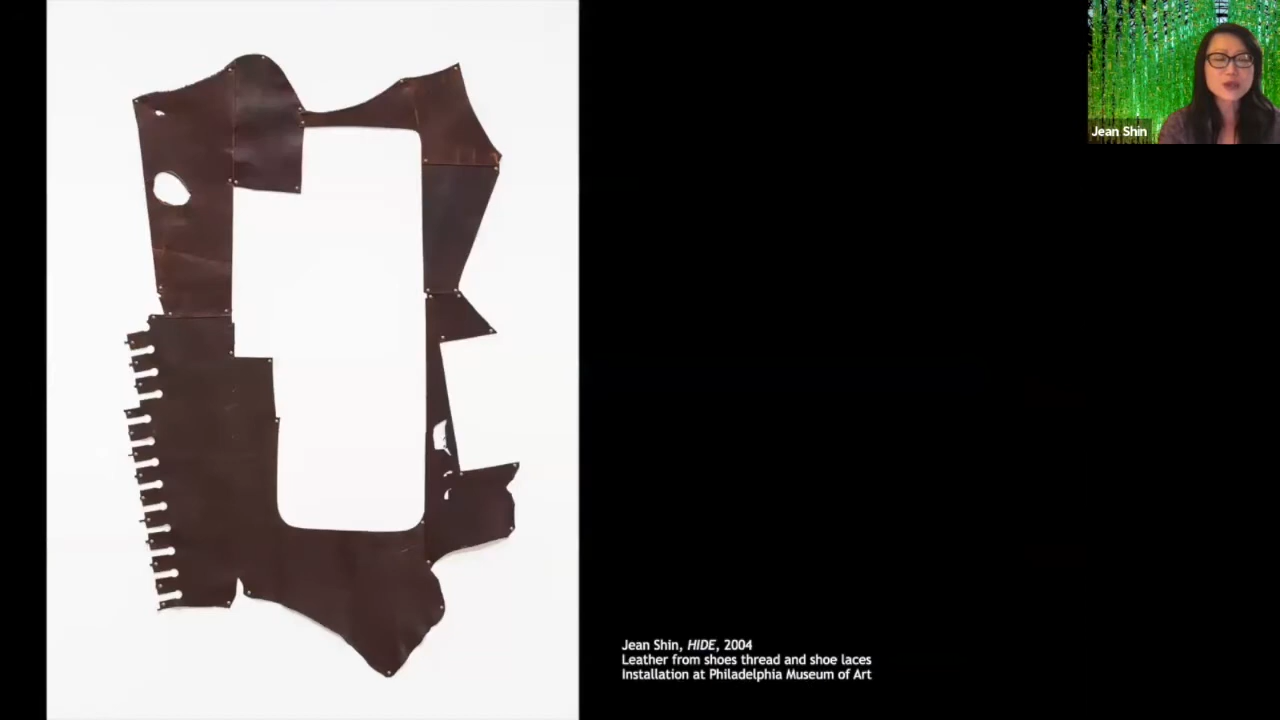 Jean Shin
Jean Shin, HIDE, 2004
Leather from shoes thread and shoe laces
Installation at Philadelphia Museum of Art